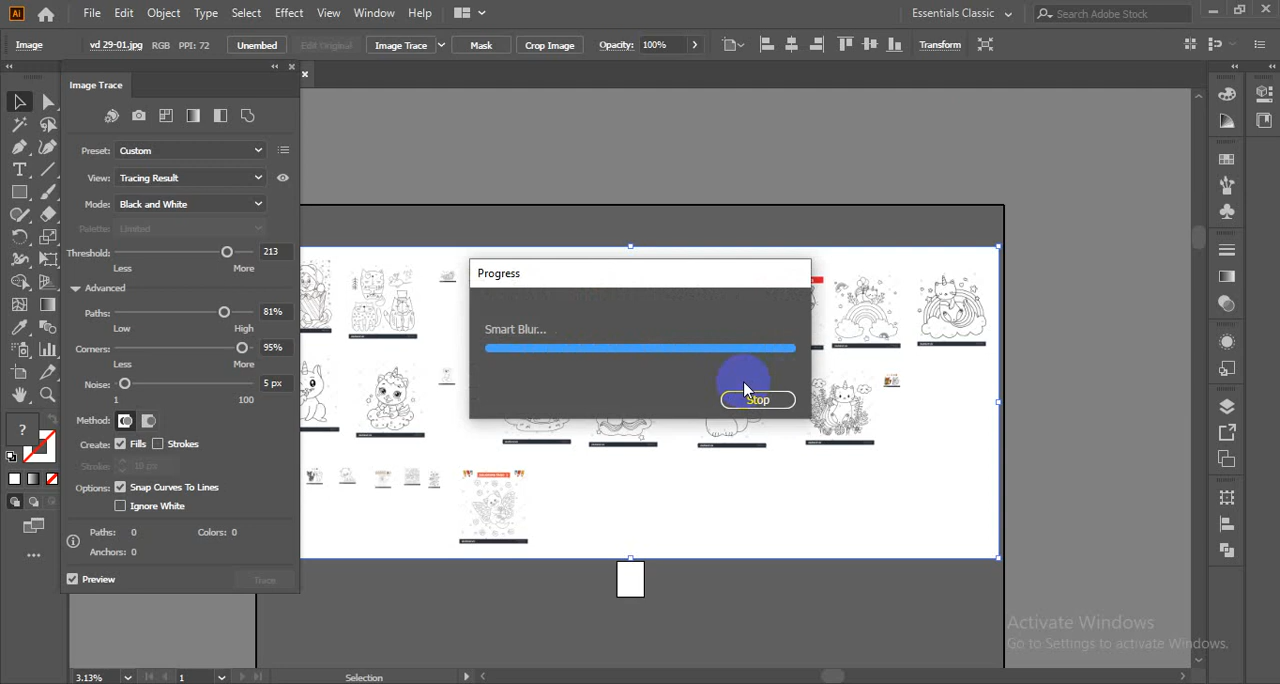 Ai File Edit Object Type Select Effect View Window Help Essentials Classic Search Adobe Stock
Image vd 29-01.jpg RGB PPI: 72 Unembed Edit Original Image Trace Mask Crop Image Opacity: 100% Transform
Image Trace
Preset: Custom
View: Tracing Result
Mode: Black and White
Palette: Limited
Threshold: 213
Less More
Advanced
Paths: 81%
Low High
Corners: 95%
Less More
Noise: 5 px
1 100
Method:
Create: Fills Strokes
Stroke: 10 px
Options: Snap Curves To Lines
Ignore White
Paths: 0 Colors: 0
Anchors: 0
Preview Trace
Progress
Smart Blur...
Stop
Activate Windows
Go to Settings to activate Windows.
3.13% 1 Selection